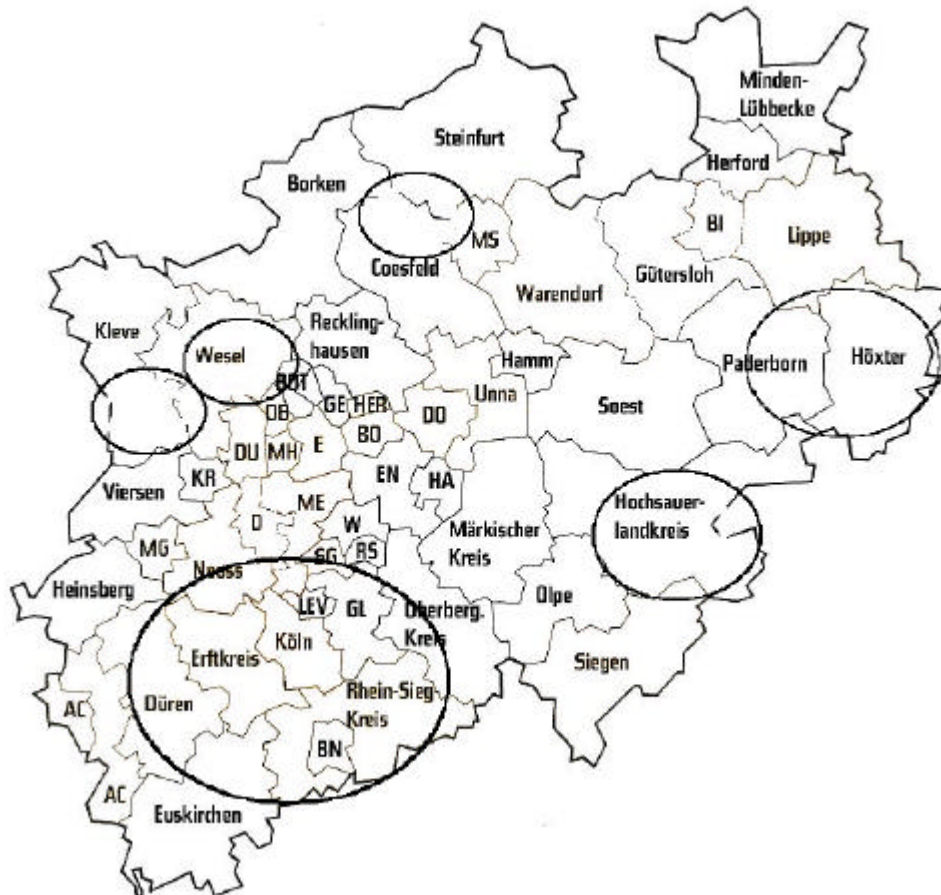 Minden-
Lübbecke
Steinfurt
Herford
Borken
BI
Lippe
MS
Coesfeld
Gütersloh
Warendorf
Kleve
Reckling-
hausen
Wesel
Hamm
Paderborn
Höxter
BOT
Unna
GE
HER
OB
DO
Soest
DU
MH
E
BO
KR
EN
HA
Viersen
ME
Hochsauer-
landkreis
D
W
Märkischer
Kreis
MG
SG
RS
Neuss
Heinsberg
Olpe
LEV
GL
Oberberg.
Kreis
Köln
Erftkreis
Siegen
Rhein-Sieg
Kreis
Düren
AC
BN
AC
Euskirchen